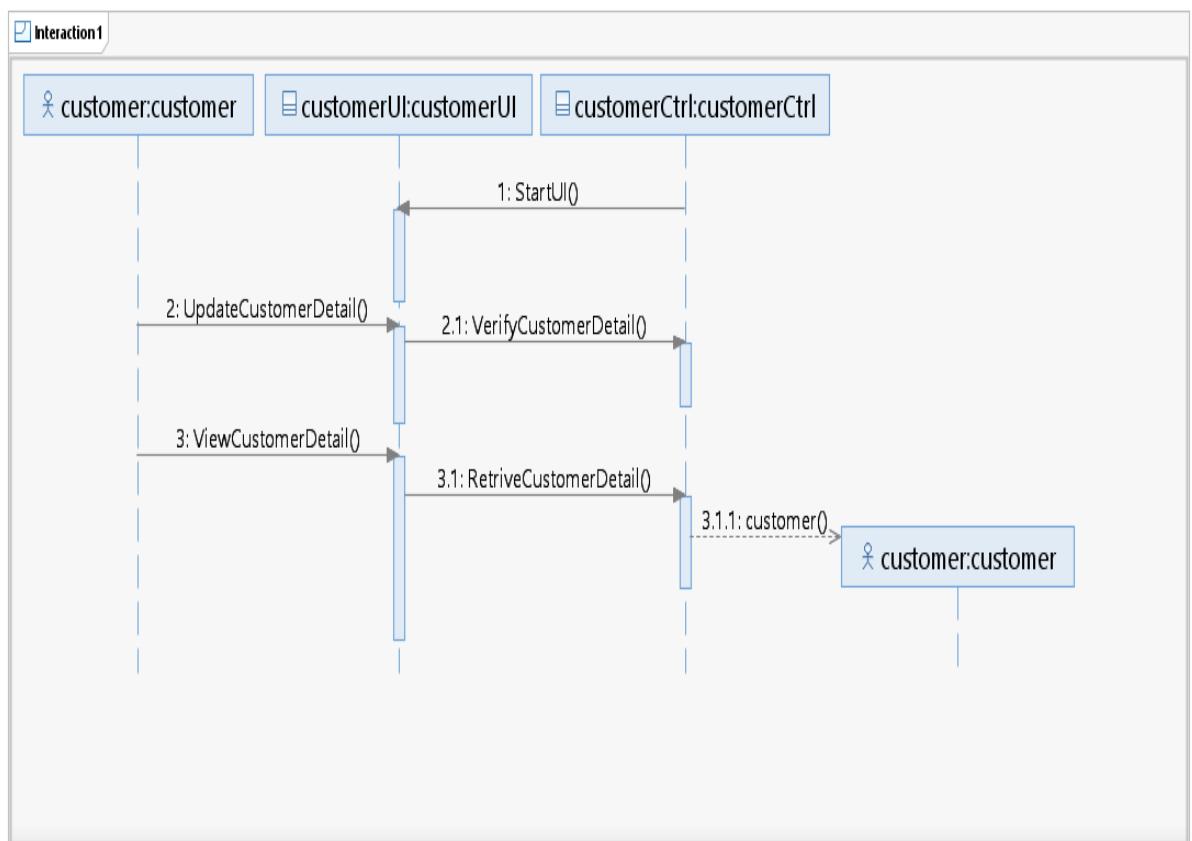 Interaction1
customer:customer
customerUI:customerUI
customerCtrl:customerCtrl
1: StartUI()
2: UpdateCustomerDetail()
2.1: VerifyCustomerDetail()
3: ViewCustomerDetail()
3.1: RetriveCustomerDetail()
3.1.1: customer()
customer:customer